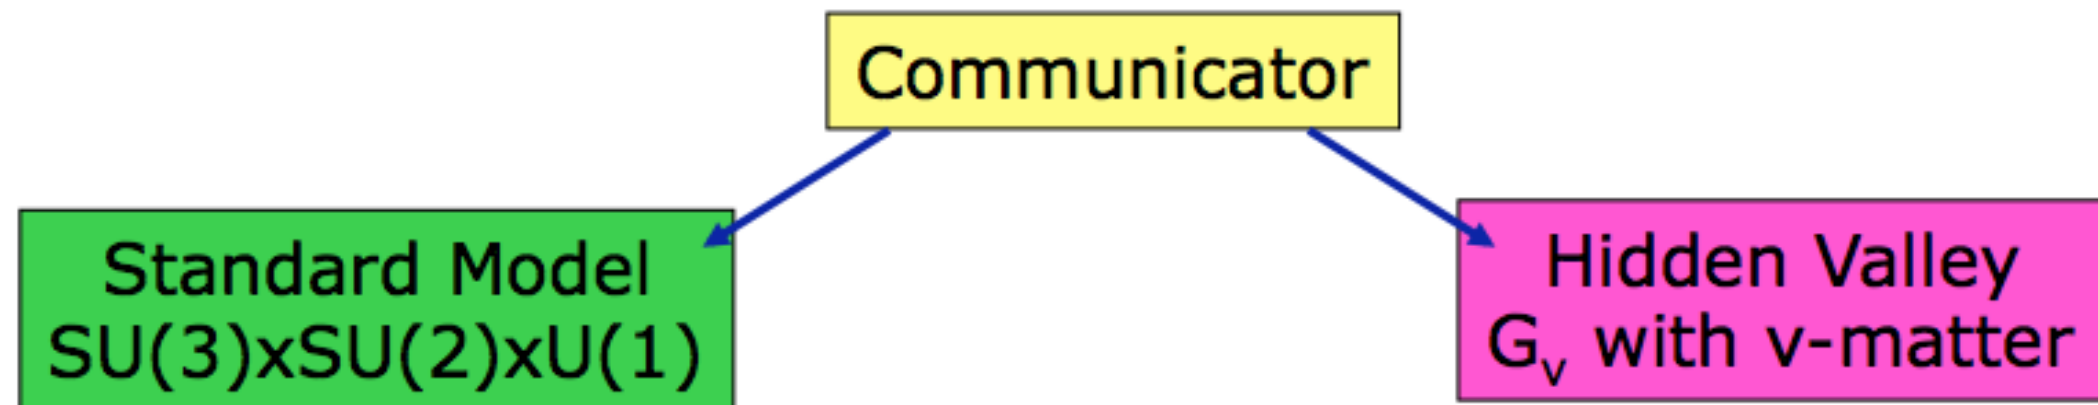 Communicator
Standard Model
SU(3)xSU(2)xU(1)
Hidden Valley
Gᵥ with v-matter